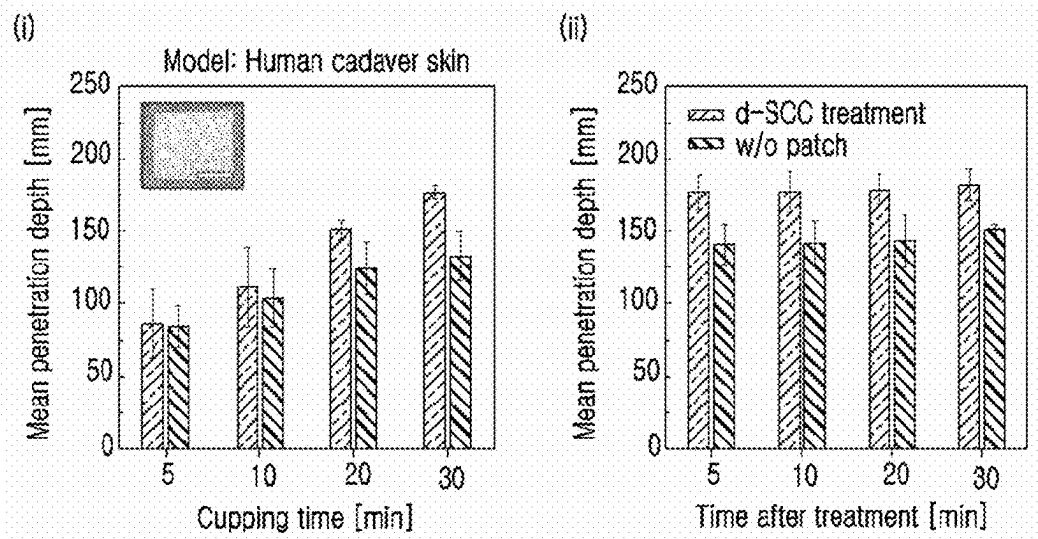 (i)
Model: Human cadaver skin
Mean penetration depth [mm]
250
200
150
100
50
0
5 10 20 30
Cupping time [min]
(ii)
Mean penetration depth [mm]
250
200
150
100
50
0
d-SCC treatment
w/o patch
5 10 20 30
Time after treatment [min]